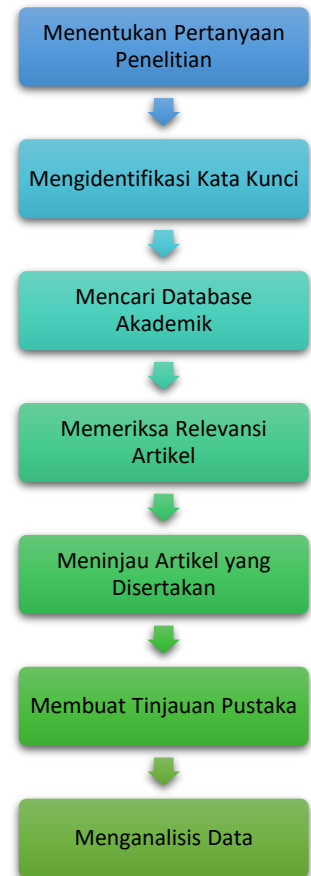 Menentukan Pertanyaan
Penelitian
Mengidentifikasi Kata Kunci
Mencari Database
Akademik
Memeriksa Relevansi
Artikel
Meninjau Artikel yang
Disertakan
Membuat Tinjauan Pustaka
Menganalisis Data